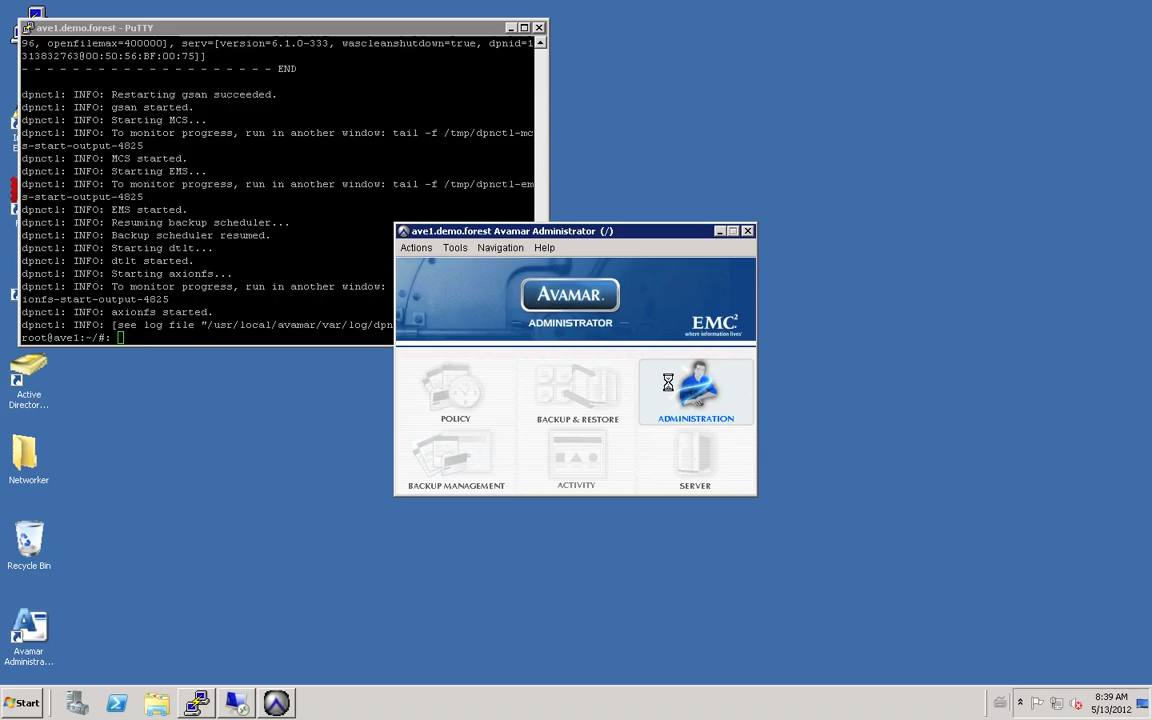 ave1.demo.forest - PuTTY
96, openfilemax=400000], serv=[version=6.1.0-333, wascleanshutdown=true, dpnid=1
313832763@00:50:56:BF:00:75]]
- - - - - - - - - - - - - - - - - - - - END
dpnctl: INFO: Restarting gsan succeeded.
dpnctl: INFO: gsan started.
dpnctl: INFO: Starting MCS...
dpnctl: INFO: To monitor progress, run in another window: tail -f /tmp/dpnctl-mc
s-start-output-4825
dpnctl: INFO: MCS started.
dpnctl: INFO: Starting EMS...
dpnctl: INFO: To monitor progress, run in another window: tail -f /tmp/dpnctl-em
s-start-output-4825
dpnctl: INFO: EMS started.
dpnctl: INFO: Resuming backup scheduler...
dpnctl: INFO: Backup scheduler resumed.
dpnctl: INFO: Starting dtlt...
dpnctl: INFO: dtlt started.
dpnctl: INFO: Starting axionfs...
dpnctl: INFO: To monitor progress, run in another window:
ionfs-start-output-4825
dpnctl: INFO: axionfs started.
dpnctl: INFO: [see log file "/usr/local/avamar/var/log/dpn
root@ave1:~/#:
ave1.demo.forest Avamar Administrator (/)
Actions Tools Navigation Help
AVAMAR
ADMINISTRATOR
EMC²
where information lives
POLICY
BACKUP & RESTORE
ADMINISTRATION
BACKUP MANAGEMENT
ACTIVITY
SERVER
Active
Director...
Networker
Recycle Bin
Avamar
Administra...
Start
8:39 AM
5/13/2012